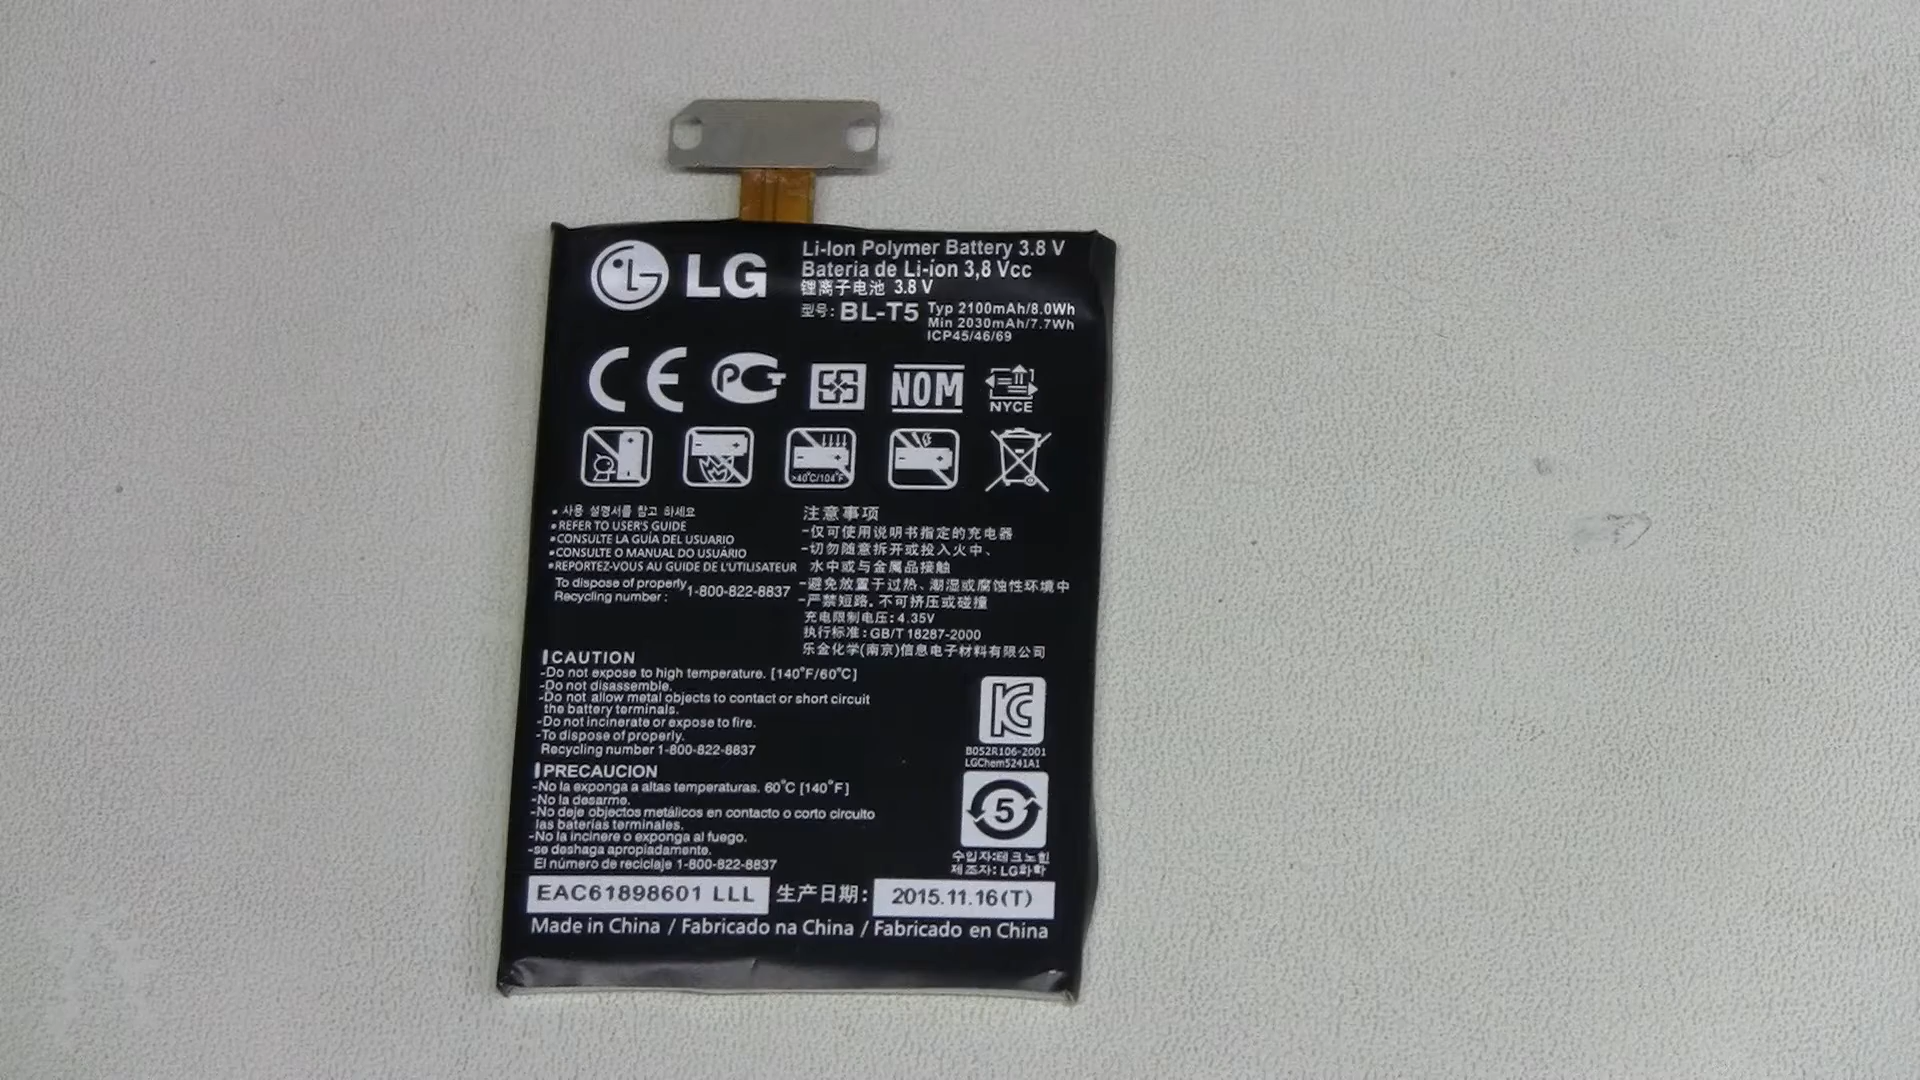 LG
Li-Ion Polymer Battery 3.8 V
Bateria de Li-ion 3,8 Vcc
锂离子电池 3.8 V
型号: BL-T5
Typ 2100mAh/8.0Wh
Min 2030mAh/7.7Wh
ICP45/46/69
CE
PCT
NOM
NYCE
>40°C/104°F
• 사용 설명서를 참고 하세요
• REFER TO USER'S GUIDE
• CONSULTE LA GUÍA DEL USUARIO
• CONSULTE O MANUAL DO USUÁRIO
• REPORTEZ-VOUS AU GUIDE DE L'UTILISATEUR
To dispose of properly
Recycling number : 1-800-822-8837
注意事项
-仅可使用说明书指定的充电器
-切勿随意拆开或投入火中、
水中或与金属品接触
-避免放置于过热、潮湿或腐蚀性环境中
-严禁短路。不可挤压或碰撞
充电限制电压: 4.35V
执行标准: GB/T 18287-2000
乐金化学(南京)信息电子材料有限公司
CAUTION
-Do not expose to high temperature. [140°F/60°C]
-Do not disassemble.
-Do not allow metal objects to contact or short circuit
the battery terminals.
-Do not incinerate or expose to fire.
-To dispose of properly.
Recycling number 1-800-822-8837
PRECAUCION
-No la exponga a altas temperaturas. 60°C [140°F]
-No la desarme.
-No deje objectos metálicos en contacto o corto circuito
las baterías terminales.
-No la incinere o exponga al fuego.
-se deshaga apropiadamente.
El número de reciclaje 1-800-822-8837
B052R106-2001
LGChem5241A1
5
수입자:테크노힌
제조자: LG화학
EAC61898601 LLL
生产日期:
2015.11.16(T)
Made in China / Fabricado na China / Fabricado en China